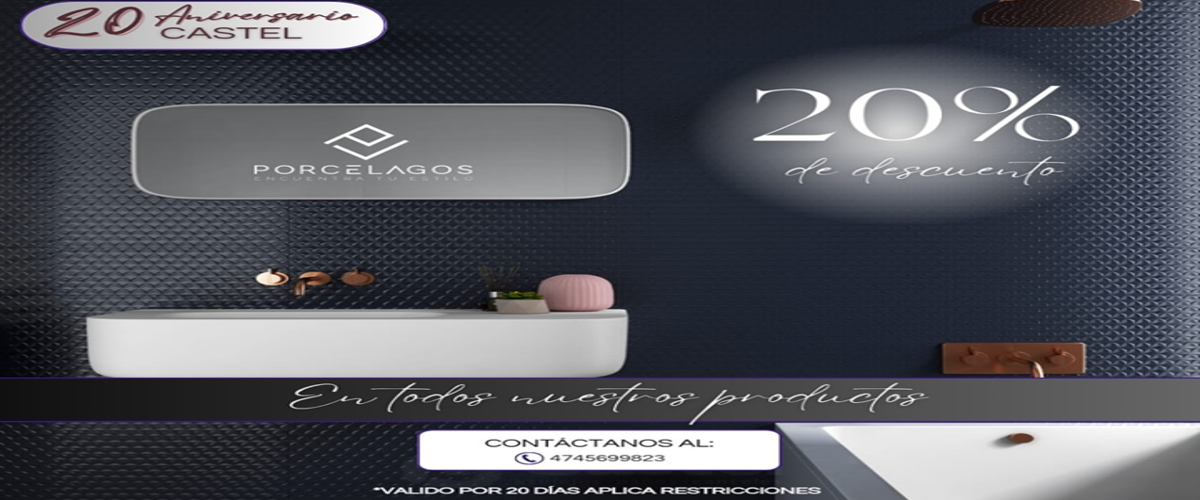 20 Aniversario
CASTEL
PORCELAGOS
ENCUENTRA TU ESTILO
20%
de descuento
En todos nuestros productos
CONTÁCTANOS AL:
4745699823
*VALIDO POR 20 DÍAS APLICA RESTRICCIONES